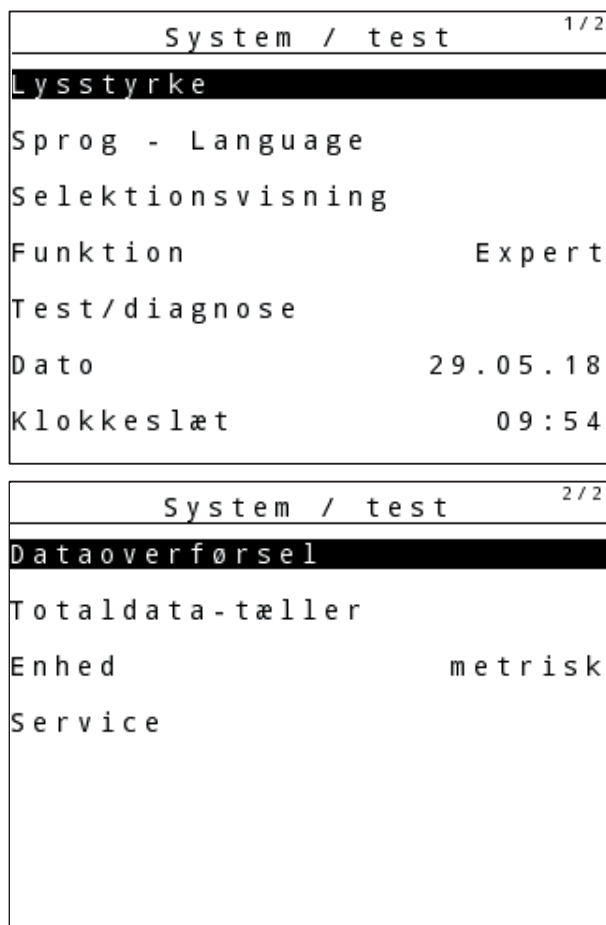 System / test 1/2
Lysstyrke
Sprog - Language
Selektionsvisning
Funktion Expert
Test/diagnose
Dato 29.05.18
Klokkeslæt 09:54
System / test 2/2
Dataoverførsel
Totaldata-tæller
Enhed metrisk
Service